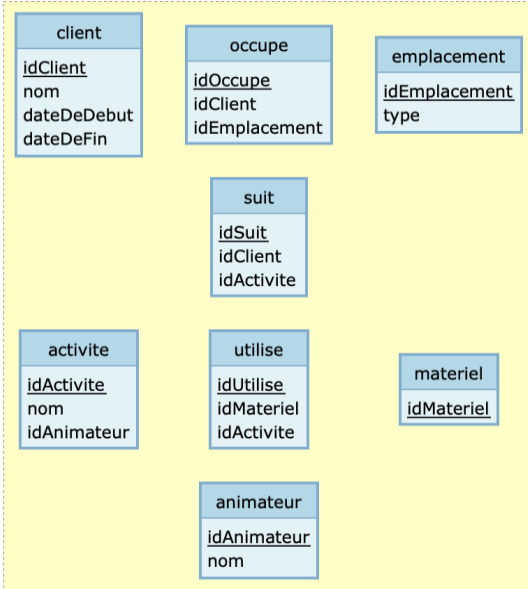 client
idClient
nom
dateDeDebut
dateDeFin
occupe
idOccupe
idClient
idEmplacement
emplacement
idEmplacement
type
suit
idSuit
idClient
idActivite
activite
idActivite
nom
idAnimateur
utilise
idUtilise
idMateriel
idActivite
materiel
idMateriel
animateur
idAnimateur
nom